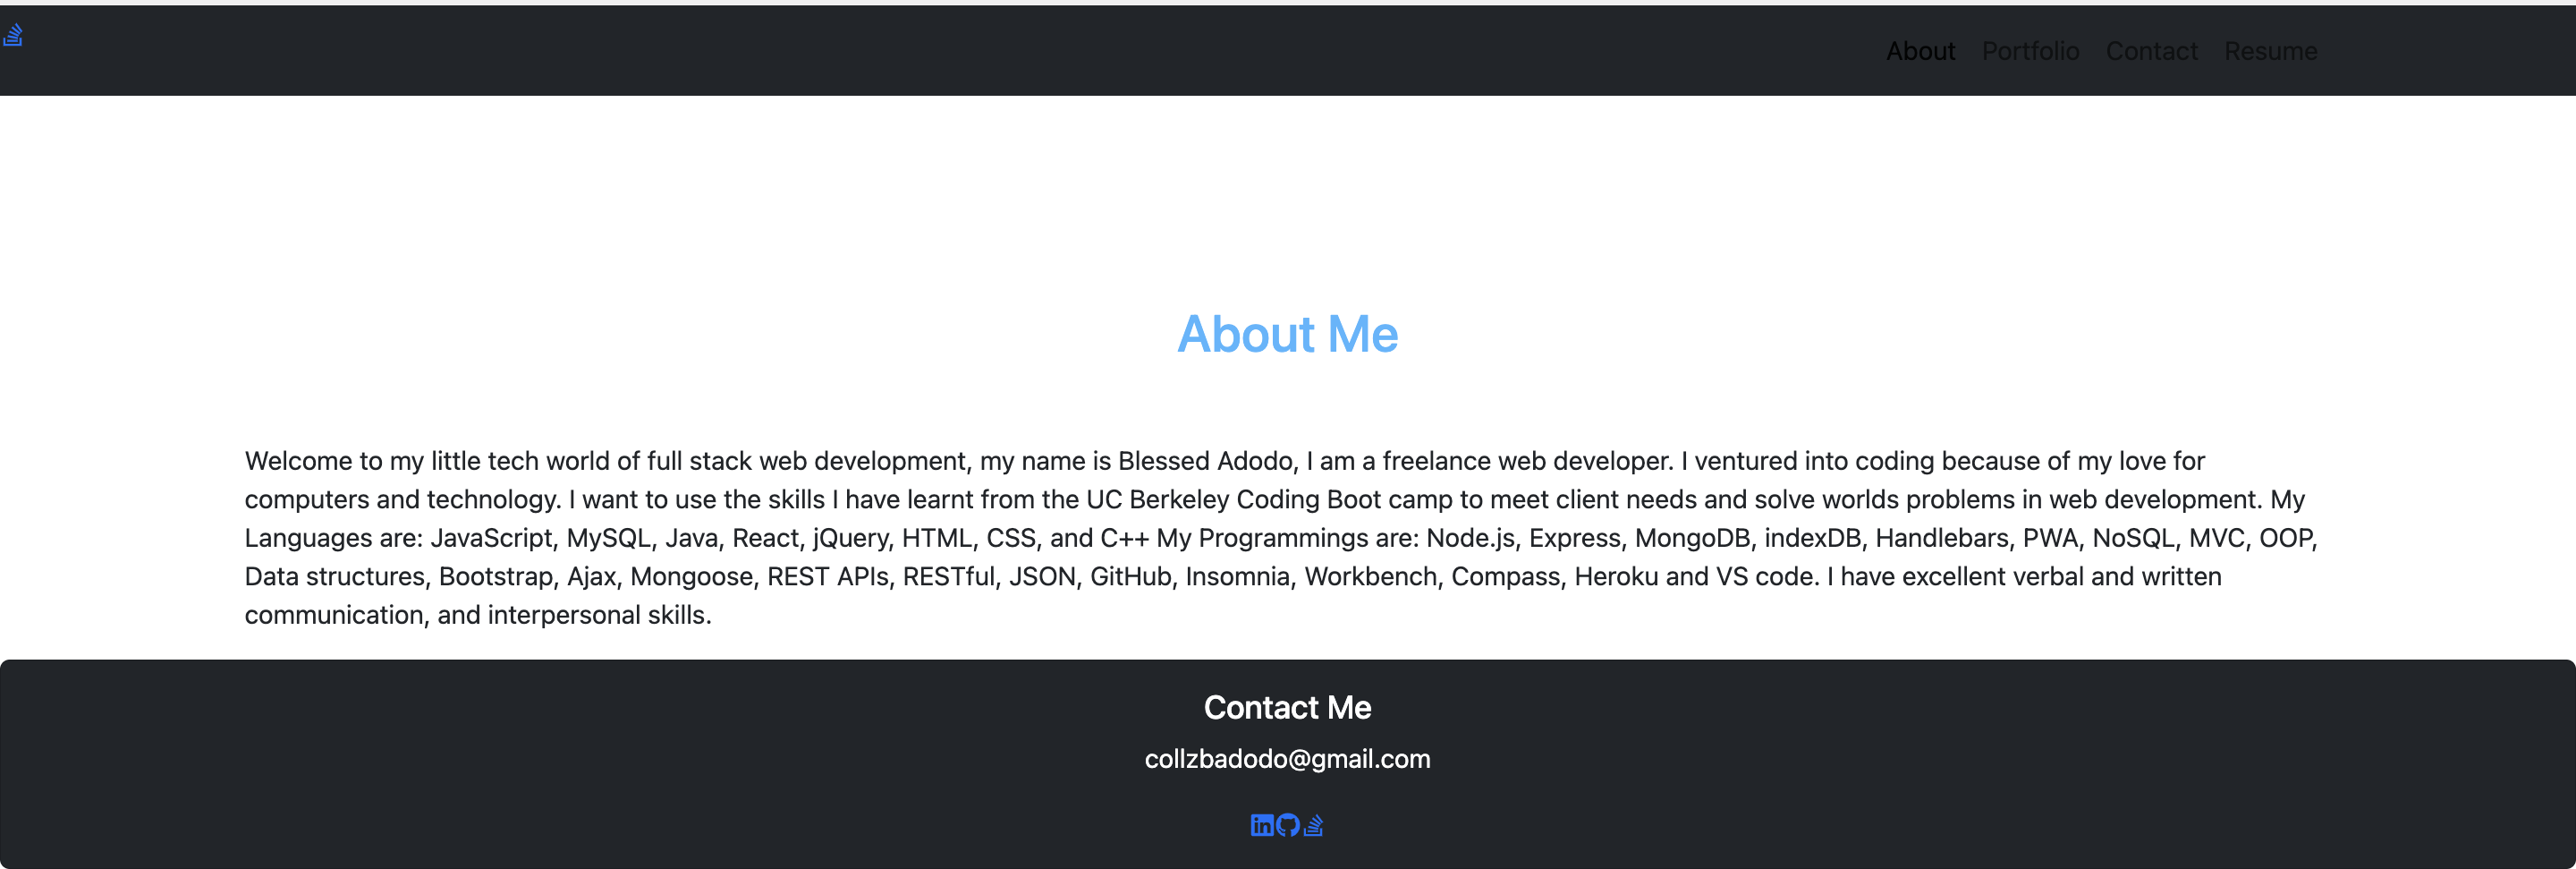 About Portfolio Contact Resume
About Me
Welcome to my little tech world of full stack web development, my name is Blessed Adodo, I am a freelance web developer. I ventured into coding because of my love for
computers and technology. I want to use the skills I have learnt from the UC Berkeley Coding Boot camp to meet client needs and solve worlds problems in web development. My
Languages are: JavaScript, MySQL, Java, React, jQuery, HTML, CSS, and C++ My Programmings are: Node.js, Express, MongoDB, indexDB, Handlebars, PWA, NoSQL, MVC, OOP,
Data structures, Bootstrap, Ajax, Mongoose, REST APIs, RESTful, JSON, GitHub, Insomnia, Workbench, Compass, Heroku and VS code. I have excellent verbal and written
communication, and interpersonal skills.
Contact Me
collzbadodo@gmail.com
in